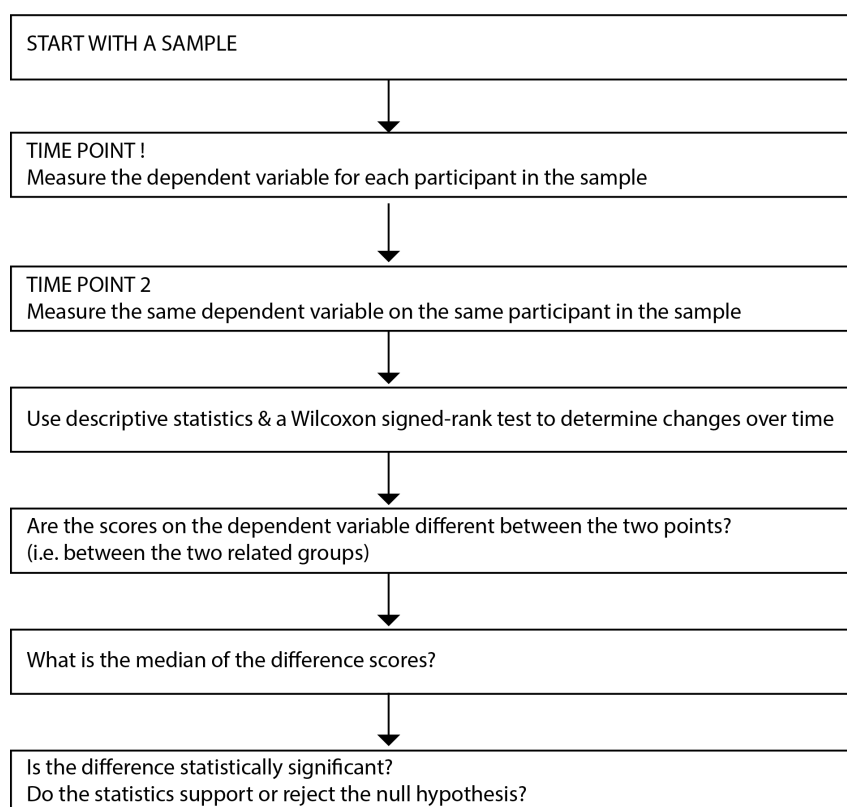 START WITH A SAMPLE
TIME POINT !
Measure the dependent variable for each participant in the sample
TIME POINT 2
Measure the same dependent variable on the same participant in the sample
Use descriptive statistics & a Wilcoxon signed-rank test to determine changes over time
Are the scores on the dependent variable different between the two points?
(i.e. between the two related groups)
What is the median of the difference scores?
Is the difference statistically significant?
Do the statistics support or reject the null hypothesis?